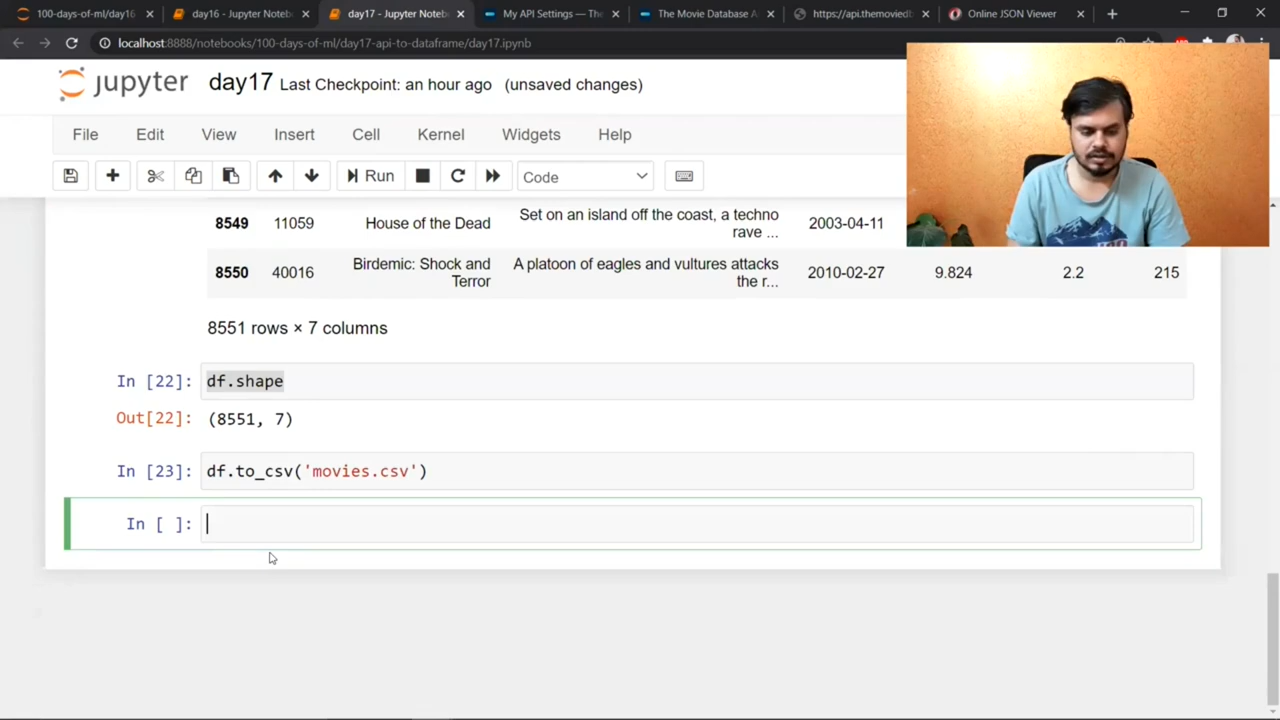 100-days-of-ml/day16
day16 - Jupyter Noteb
day17 - Jupyter Noteb
My API Settings — The
The Movie Database A
https://api.themoviedb
Online JSON Viewer
localhost:8888/notebooks/100-days-of-ml/day17-api-to-dataframe/day17.ipynb
jupyter day17 Last Checkpoint: an hour ago (unsaved changes)
File Edit View Insert Cell Kernel Widgets Help
Run Code
8549 11059 House of the Dead Set on an island off the coast, a techno rave ... 2003-04-11
8550 40016 Birdemic: Shock and Terror A platoon of eagles and vultures attacks the r... 2010-02-27 9.824 2.2 215
8551 rows × 7 columns
In [22]: df.shape
Out[22]: (8551, 7)
In [23]: df.to_csv('movies.csv')
In [ ]: